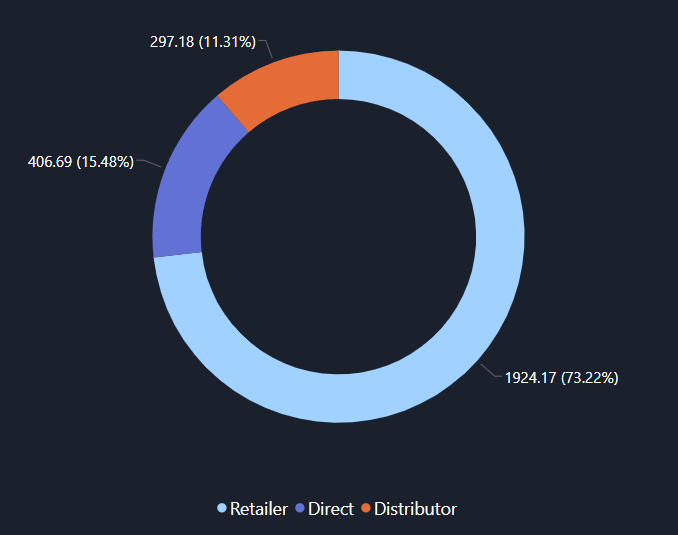 297.18 (11.31%)
406.69 (15.48%)
1924.17 (73.22%)
Retailer Direct Distributor